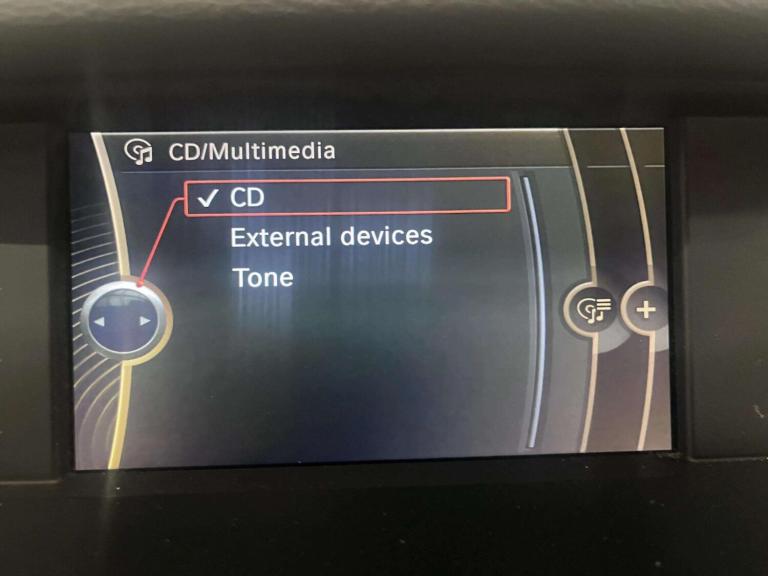 CD/Multimedia
✓ CD
External devices
Tone
+